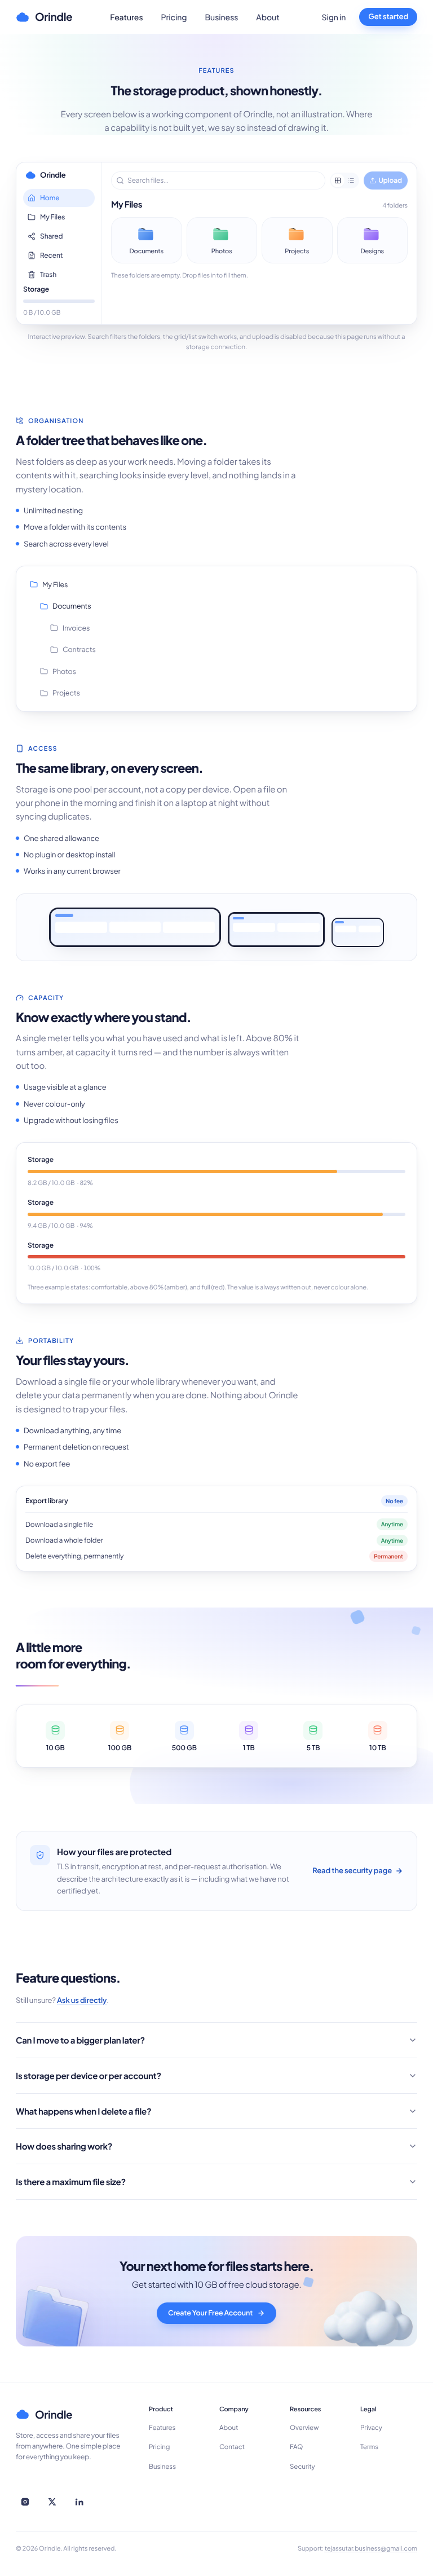 Orindle Features Pricing Business About Sign in Get started
FEATURES
The storage product, shown honestly.
Every screen below is a working component of Orindle, not an illustration. Where
a capability is not built yet, we say so instead of drawing it.
Orindle
Home
My Files
Shared
Recent
Trash
Storage
0 B / 10.0 GB
Search files...
Upload
My Files
4 folders
Documents
Photos
Projects
Designs
These folders are empty. Drop files in to fill them.
Interactive preview. Search filters the folders, the grid/list switch works, and upload is disabled because this page runs without a
storage connection.
ORGANISATION
A folder tree that behaves like one.
Nest folders as deep as your work needs. Moving a folder takes its
contents with it, searching looks inside every level, and nothing lands in a
mystery location.
Unlimited nesting
Move a folder with its contents
Search across every level
My Files
Documents
Invoices
Contracts
Photos
Projects
ACCESS
The same library, on every screen.
Storage is one pool per account, not a copy per device. Open a file on
your phone in the morning and finish it on a laptop at night without
syncing duplicates.
One shared allowance
No plugin or desktop install
Works in any current browser
CAPACITY
Know exactly where you stand.
A single meter tells you what you have used and what is left. Above 80% it
turns amber, at capacity it turns red — and the number is always written
out too.
Usage visible at a glance
Never colour-only
Upgrade without losing files
Storage
8.2 GB / 10.0 GB · 82%
Storage
9.4 GB / 10.0 GB · 94%
Storage
10.0 GB / 10.0 GB · 100%
Three example states: comfortable, above 80% (amber), and full (red). The value is always written out, never colour alone.
PORTABILITY
Your files stay yours.
Download a single file or your whole library whenever you want, and
delete your data permanently when you are done. Nothing about Orindle
is designed to trap your files.
Download anything, any time
Permanent deletion on request
No export fee
Export library No fee
Download a single file Anytime
Download a whole folder Anytime
Delete everything, permanently Permanent
A little more
room for everything.
10 GB
100 GB
500 GB
1 TB
5 TB
10 TB
How your files are protected
TLS in transit, encryption at rest, and per-request authorisation. We
describe the architecture exactly as it is — including what we have not
certified yet.
Read the security page
Feature questions.
Still unsure? Ask us directly.
Can I move to a bigger plan later?
Is storage per device or per account?
What happens when I delete a file?
How does sharing work?
Is there a maximum file size?
Your next home for files starts here.
Get started with 10 GB of free cloud storage.
Create Your Free Account
Orindle
Store, access and share your files
from anywhere. One simple place
for everything you keep.
Product
Features
Pricing
Business
Company
About
Contact
Resources
Overview
FAQ
Security
Legal
Privacy
Terms
© 2026 Orindle. All rights reserved.
Support: tejassutar.business@gmail.com